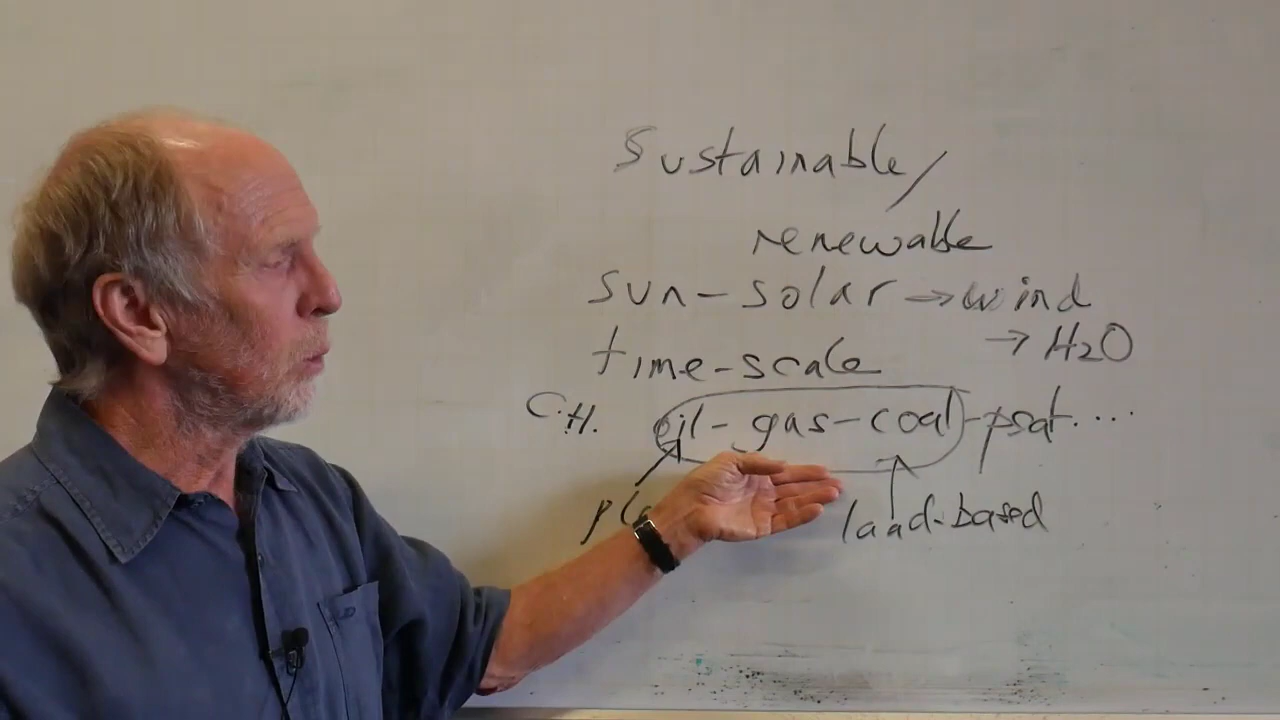 Sustainable/
renewable
sun-solar → wind
→ H2O
time-scale
C.H. oil-gas-coal-peat....
land-based